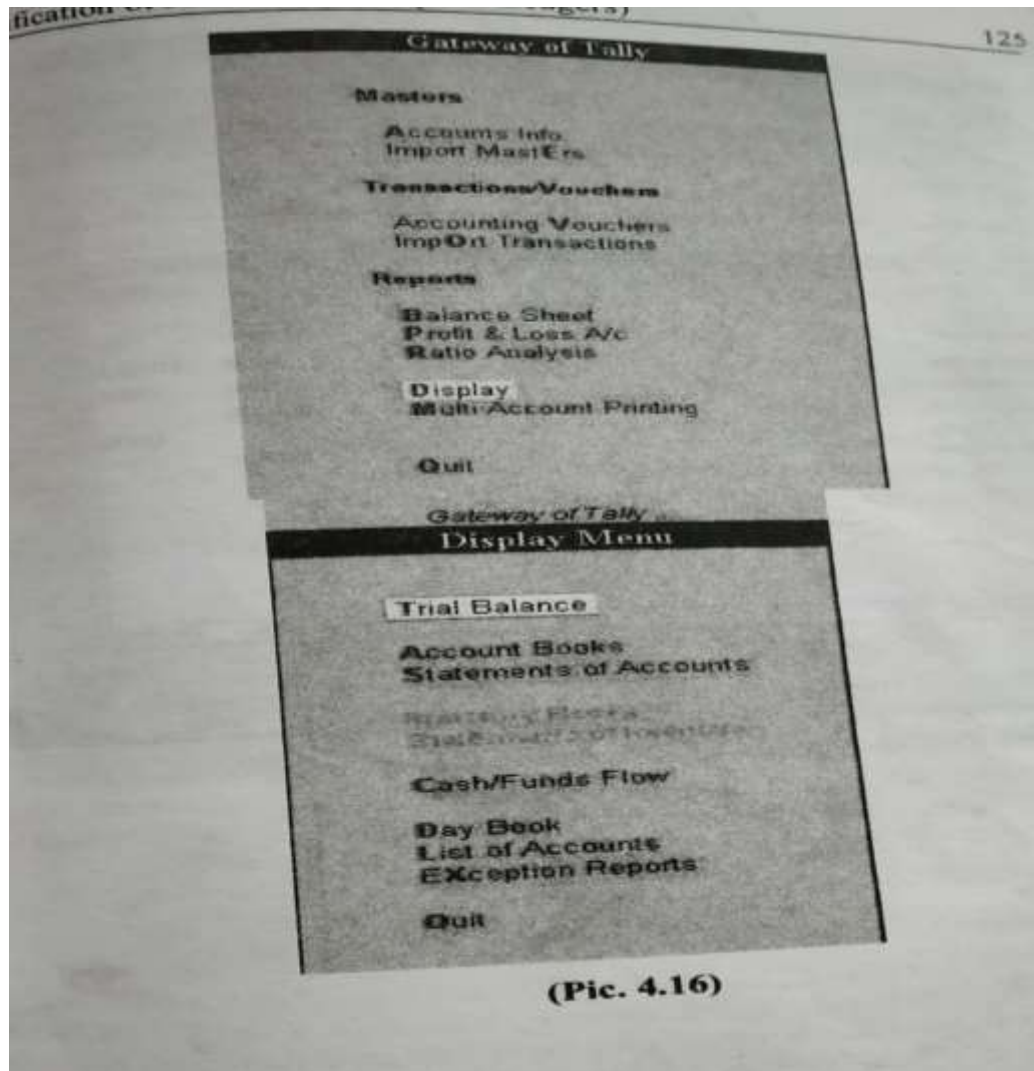 125
Gateway of Tally
Masters
Accounts Info.
Import MastErs
Transactions/Vouchers
Accounting Vouchers
ImpOrt Transactions
Reports
Balance Sheet
Profit & Loss A/c
Ratio Analysis
Display
Multi-Account Printing
Quit
Gateway of Tally ...
Display Menu
Trial Balance
Account Books
Statements of Accounts
Cash/Funds Flow
Day Book
List of Accounts
EXception Reports
Quit
(Pic. 4.16)